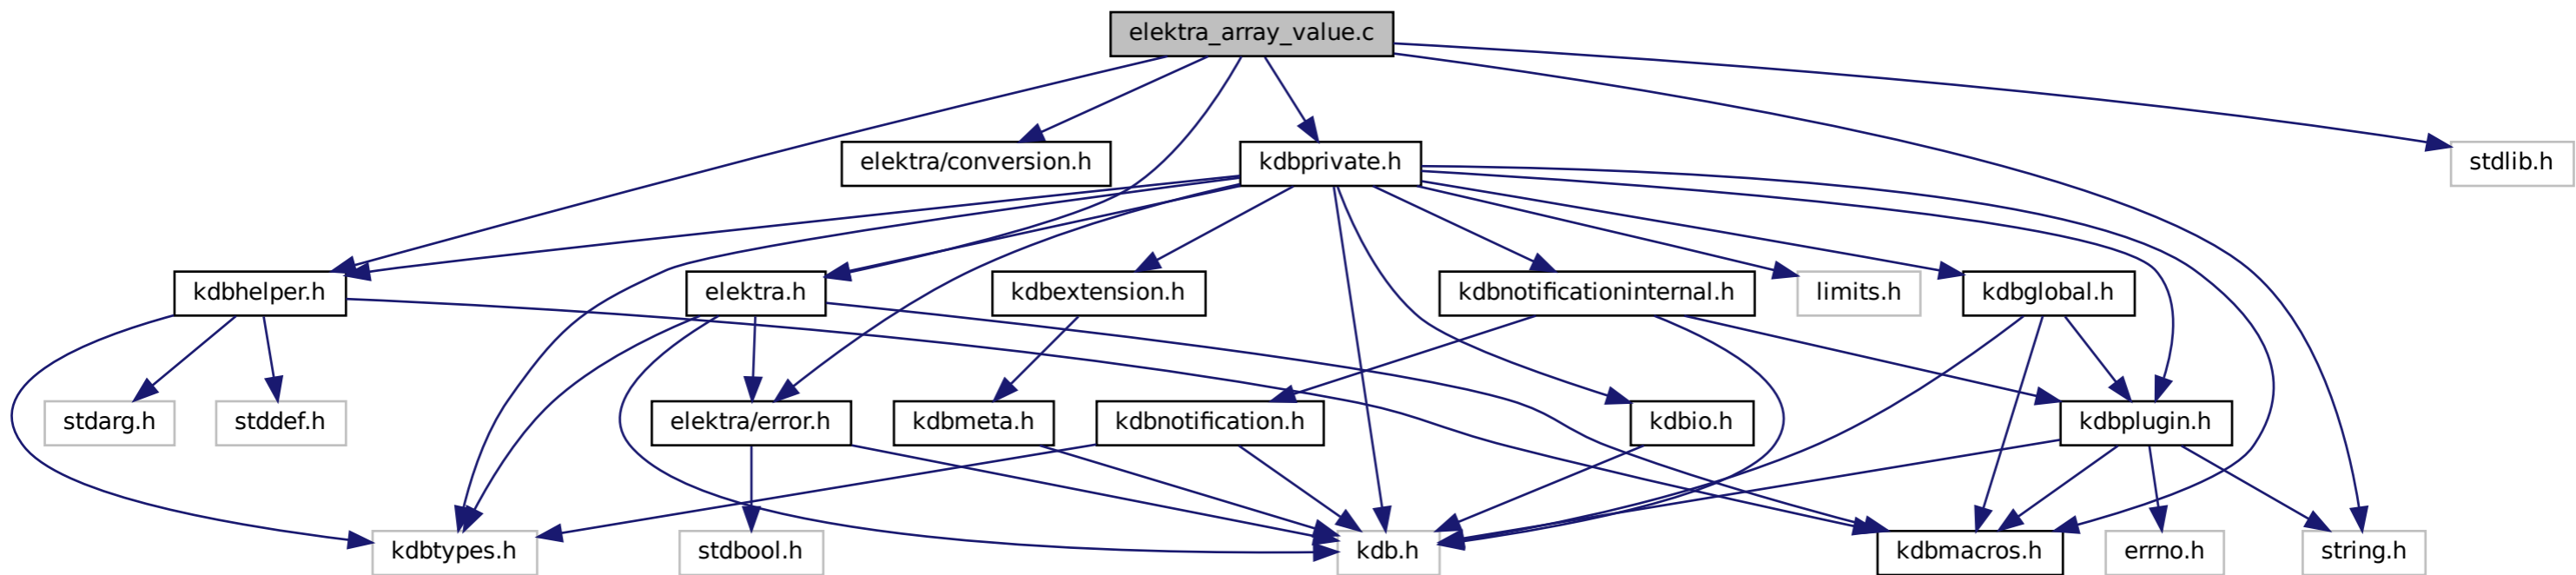 elektra_array_value.c
elektra/conversion.h
kdbprivate.h
stdlib.h
kdbhelper.h
elektra.h
kdbextension.h
kdbnotificationinternal.h
limits.h
kdbglobal.h
stdarg.h
stddef.h
elektra/error.h
kdbmeta.h
kdbnotification.h
kdbio.h
kdbplugin.h
kdbtypes.h
stdbool.h
kdb.h
kdbmacros.h
errno.h
string.h